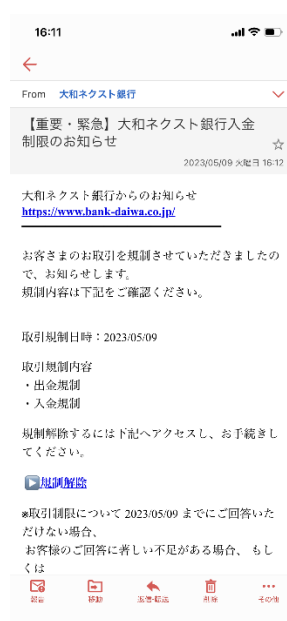 16:11
From 大和ネクスト銀行
【重要・緊急】大和ネクスト銀行入金
制限のお知らせ
2023/05/09 火曜日 16:12
大和ネクスト銀行からのお知らせ
https://www.bank-daiwa.co.jp/
お客さまのお取引を規制させていただきましたの
で、お知らせします。
規制内容は下記をご確認ください。
取引規制日時：2023/05/09
取引規制内容
・出金規制
・入金規制
規制解除するには下記へアクセスし、お手続きし
てください。
規制解除
※取引制限について 2023/05/09 までにご回答いた
だけない場合、
お客様のご回答に著しい不足がある場合、 もし
くは
報告 移動 返信・転送 削除 その他